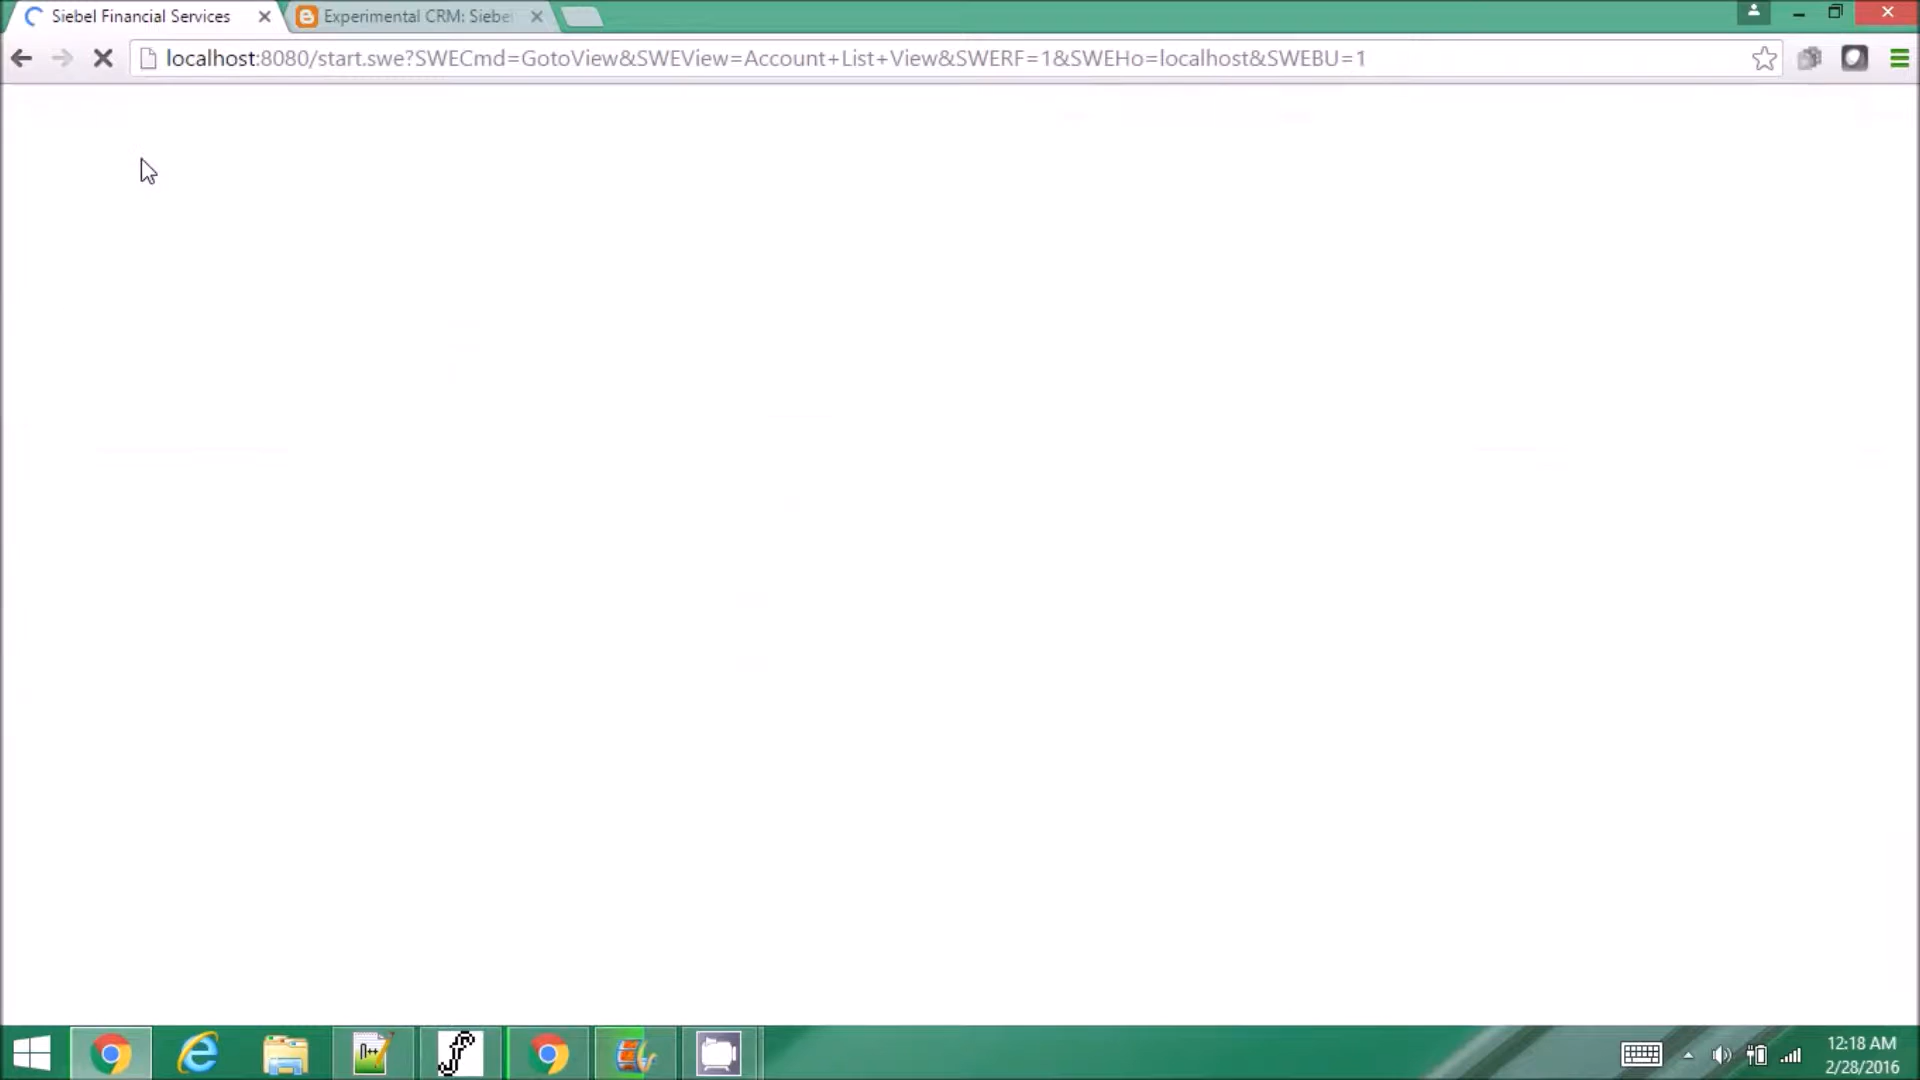 Siebel Financial Services
Experimental CRM: Siebe
localhost:8080/start.swe?SWECmd=GotoView&SWEView=Account+List+View&SWERF=1&SWEHo=localhost&SWEBU=1
12:18 AM
2/28/2016